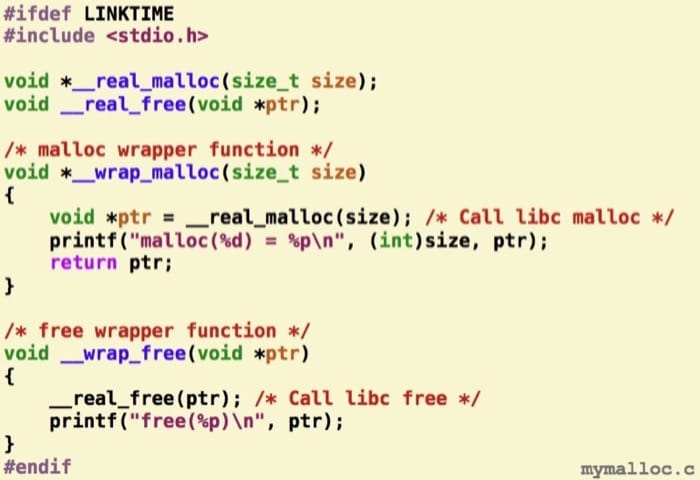 #ifdef LINKTIME
#include <stdio.h>

void *__real_malloc(size_t size);
void __real_free(void *ptr);

/* malloc wrapper function */
void *__wrap_malloc(size_t size)
{
    void *ptr = __real_malloc(size); /* Call libc malloc */
    printf("malloc(%d) = %p\n", (int)size, ptr);
    return ptr;
}

/* free wrapper function */
void __wrap_free(void *ptr)
{
    __real_free(ptr); /* Call libc free */
    printf("free(%p)\n", ptr);
}
#endif
mymalloc.c